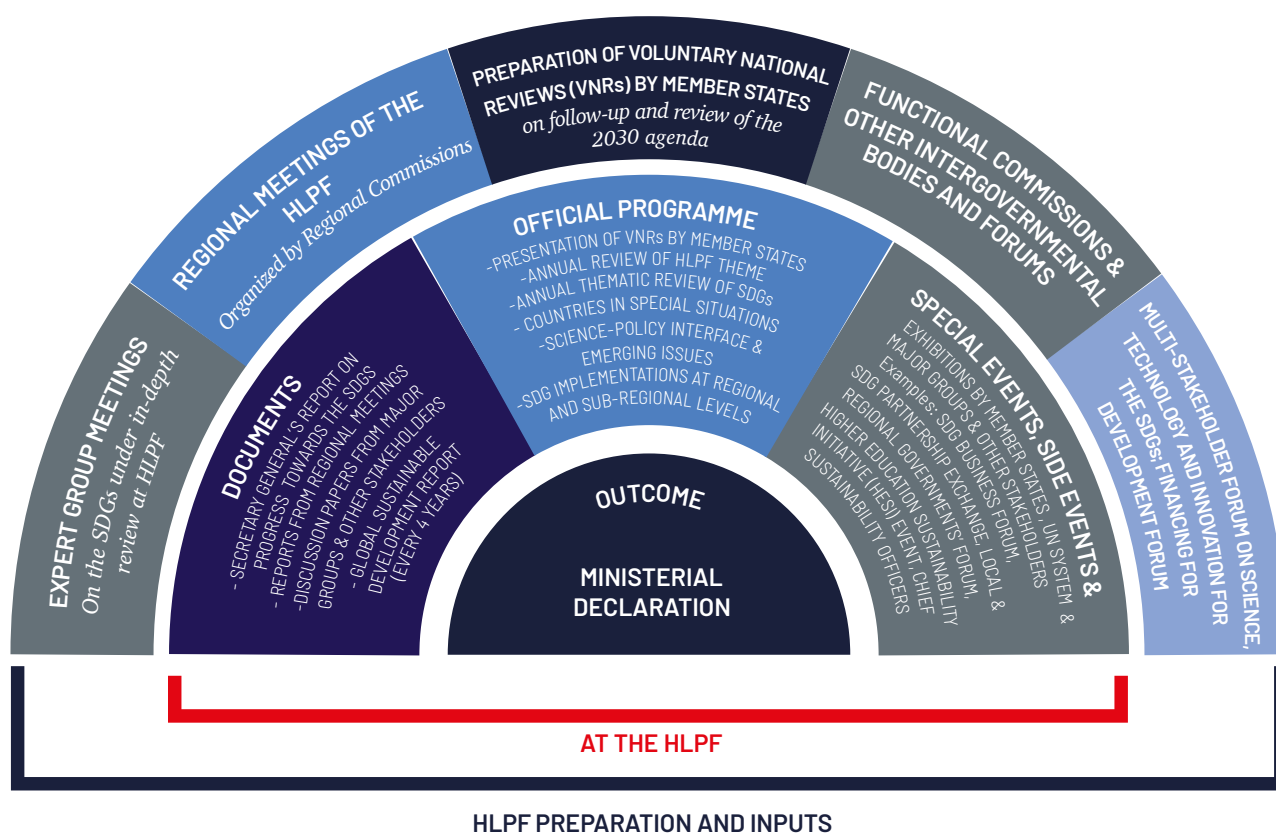 EXPERT GROUP MEETINGS
On the SDGs under in-depth
review at HLPF
REGIONAL MEETINGS OF THE
HLPF
Organized by Regional Commissions
PREPARATION OF VOLUNTARY NATIONAL
REVIEWS (VNRs) BY MEMBER STATES
on follow-up and review of the
2030 agenda
FUNCTIONAL COMMISSIONS &
OTHER INTERGOVERNMENTAL
BODIES AND FORUMS
MULTI-STAKEHOLDER FORUM ON SCIENCE,
TECHNOLOGY AND INNOVATION FOR
THE SDGs; FINANCING FOR
DEVELOPMENT FORUM
DOCUMENTS
- SECRETARY GENERAL'S REPORT ON
PROGRESS TOWARDS THE SDGS
- REPORTS FROM REGIONAL MEETINGS
-DISCUSSION PAPERS FROM MAJOR
GROUPS & OTHER STAKEHOLDERS
- GLOBAL SUSTAINABLE
DEVELOPMENT REPORT
(EVERY 4 YEARS)
OFFICIAL PROGRAMME
-PRESENTATION OF VNRs BY MEMBER STATES
-ANNUAL REVIEW OF HLPF THEME
-ANNUAL THEMATIC REVIEW OF SDGs
- COUNTRIES IN SPECIAL SITUATIONS
-SCIENCE-POLICY INTERFACE &
EMERGING ISSUES
-SDG IMPLEMENTATIONS AT REGIONAL
AND SUB-REGIONAL LEVELS
SPECIAL EVENTS, SIDE EVENTS &
EXHIBITIONS BY MEMBER STATES, UN SYSTEM &
MAJOR GROUPS & OTHER STAKEHOLDERS
Examples: SDG BUSINESS FORUM,
SDG PARTNERSHIP EXCHANGE, LOCAL &
REGIONAL GOVERNMENTS' FORUM,
HIGHER EDUCATION SUSTAINABILITY
INITIATIVE (HESI) EVENT, CHIEF
SUSTAINABILITY OFFICERS
OUTCOME
MINISTERIAL
DECLARATION
AT THE HLPF
HLPF PREPARATION AND INPUTS